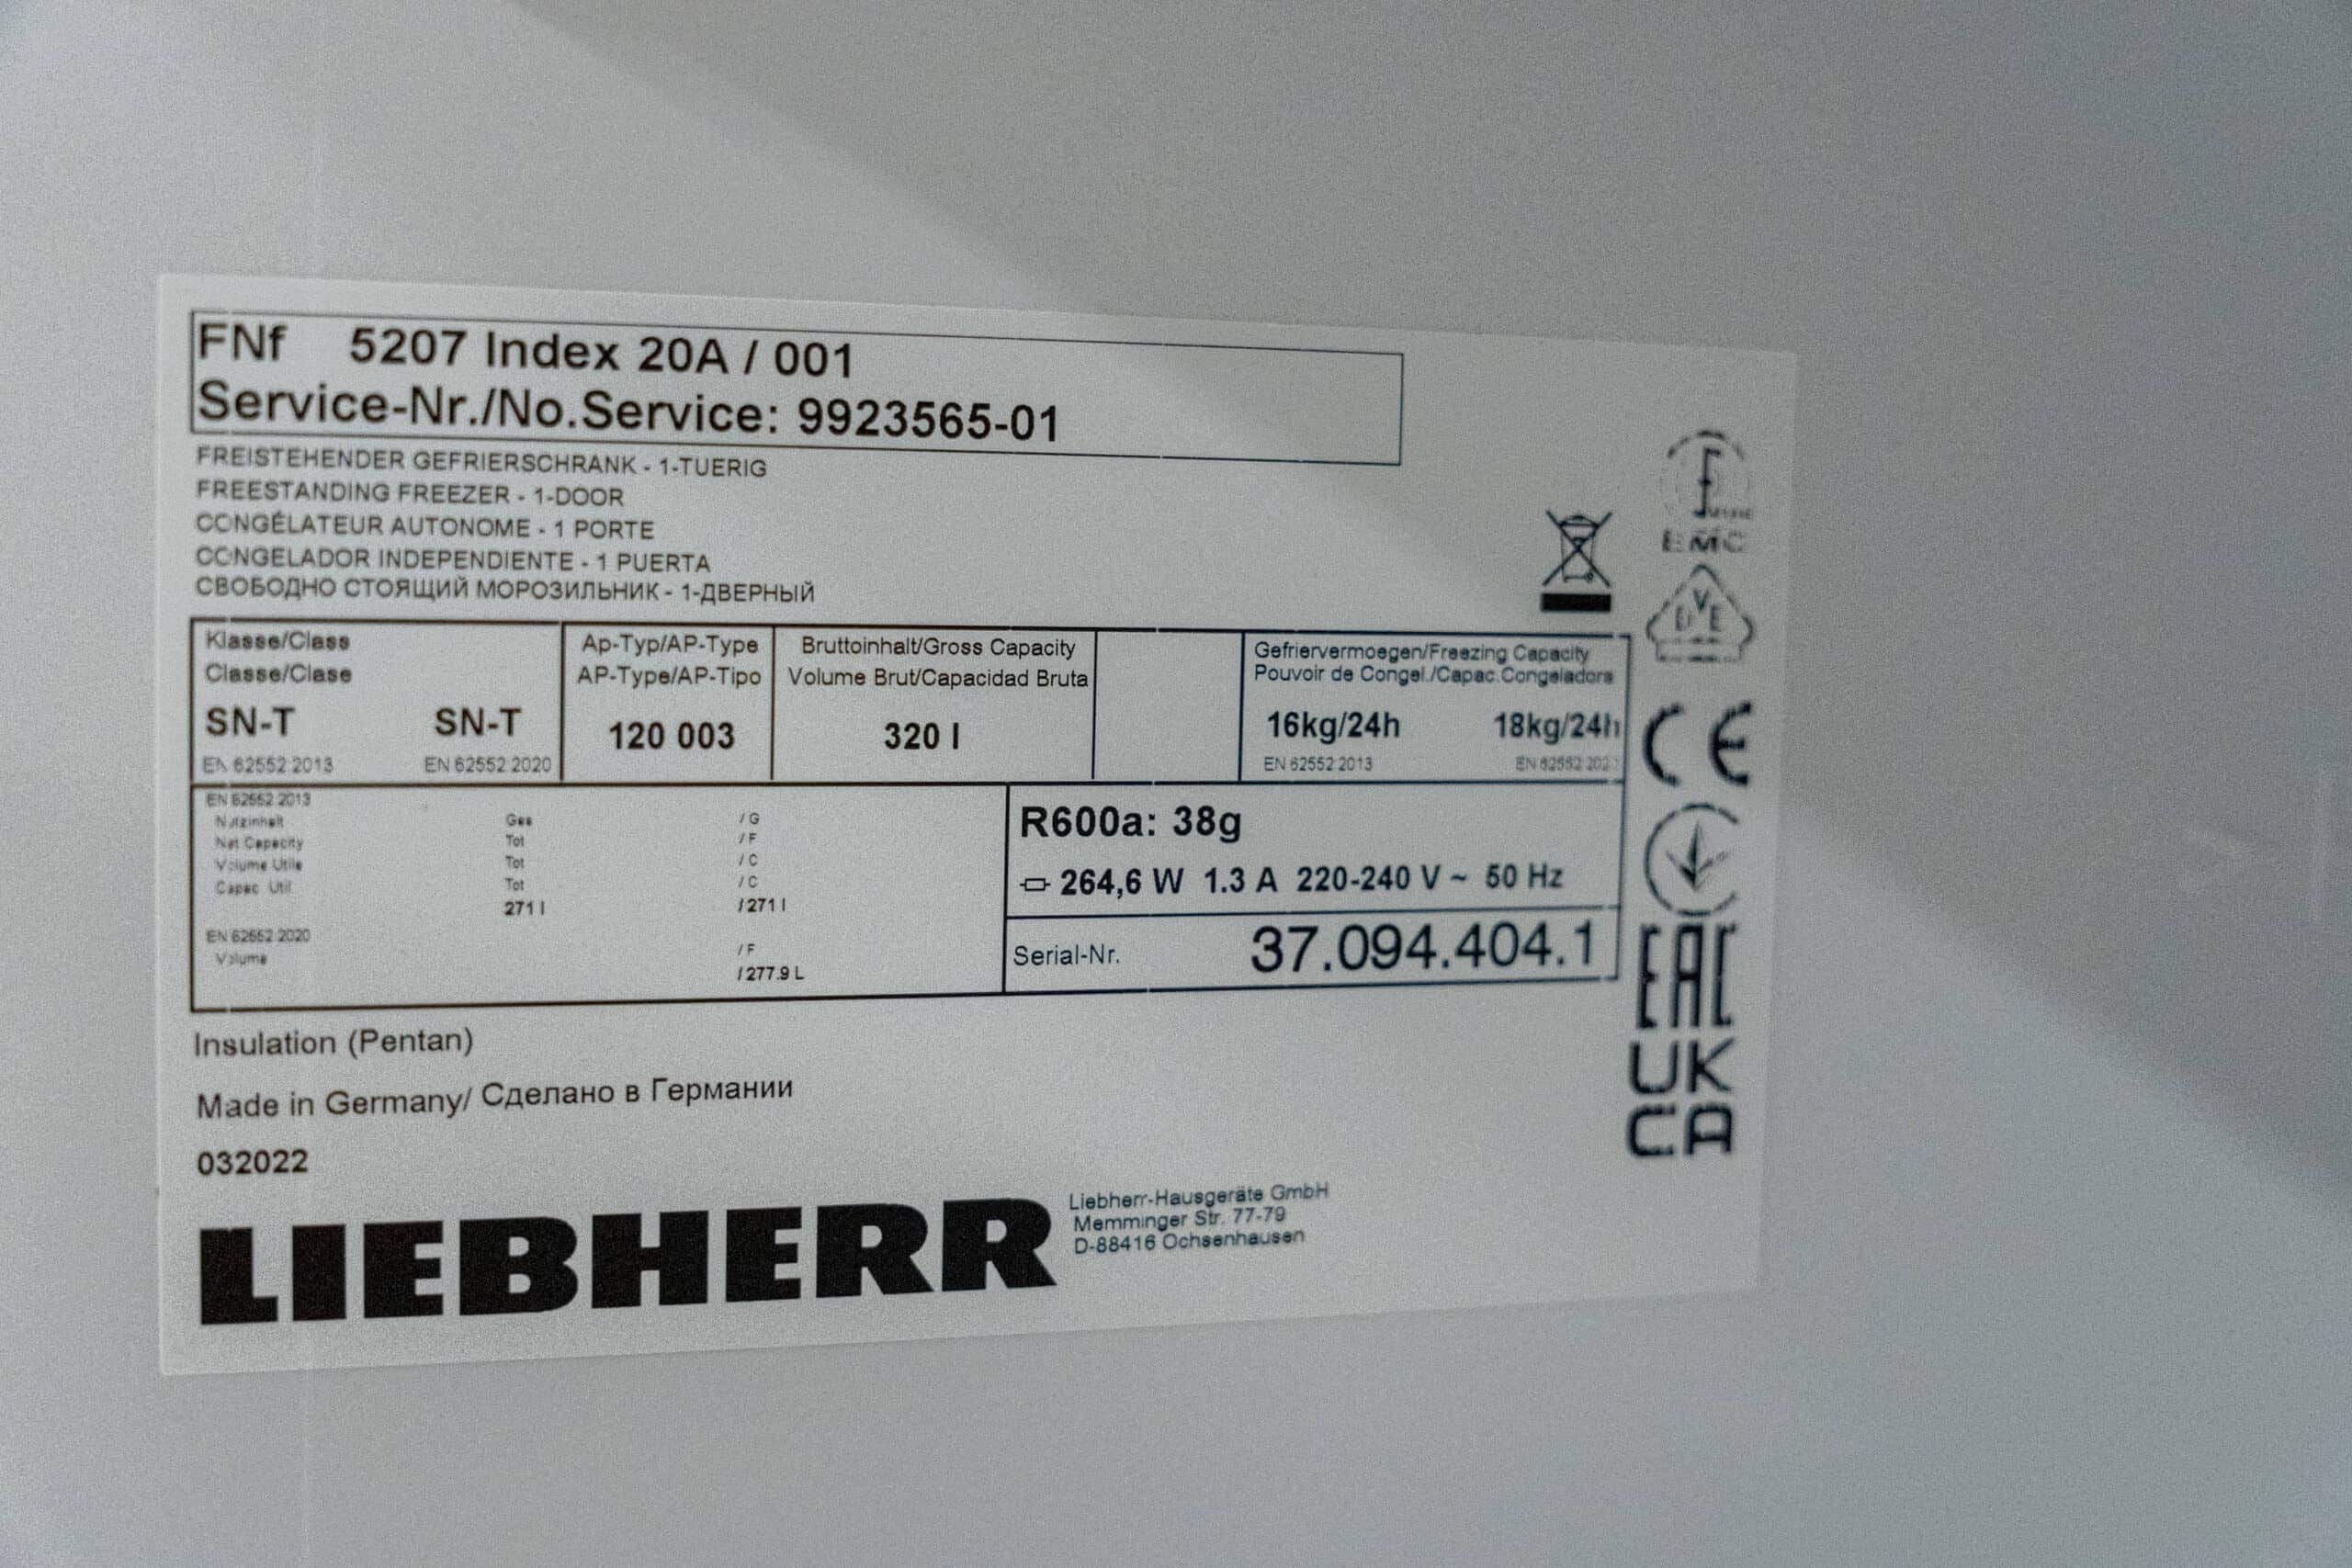 FNf 5207 Index 20A / 001
Service-Nr./No.Service: 9923565-01
FREISTEHENDER GEFRIERSCHRANK - 1-TUERIG
FREESTANDING FREEZER - 1-DOOR
CONGÉLATEUR AUTONOME - 1 PORTE
CONGELADOR INDEPENDIENTE - 1 PUERTA
СВОБОДНО СТОЯЩИЙ МОРОЗИЛЬНИК - 1-ДВЕРНЫЙ
EMC
VE
Klasse/Class
Classe/Clase
SN-T SN-T
EN 62552:2013 EN 62552:2020
Ap-Typ/AP-Type
AP-Type/AP-Tipo
120 003
Bruttoinhalt/Gross Capacity
Volume Brut/Capacidad Bruta
320 l
Gefriervermoegen/Freezing Capacity
Pouvoir de Congel./Capac.Congeladora
16kg/24h 18kg/24h
EN 62552:2013 EN 62552
CE
EN 62552:2013
Nutzinhalt Ges / G
Net Capacity Tot / F
Volume Utile Tot / C
Capac. Util Tot / C
271 l / 271 l
EN 62552:2020
Volume / F
/ 277.9 L
R600a: 38g
264,6 W 1.3 A 220-240 V ~ 50 Hz
Serial-Nr. 37.094.404.1
EAC
UK
CA
Insulation (Pentan)
Made in Germany/ Сделано в Германии
032022
LIEBHERR
Liebherr-Hausgeräte GmbH
Memminger Str. 77-79
D-88416 Ochsenhausen